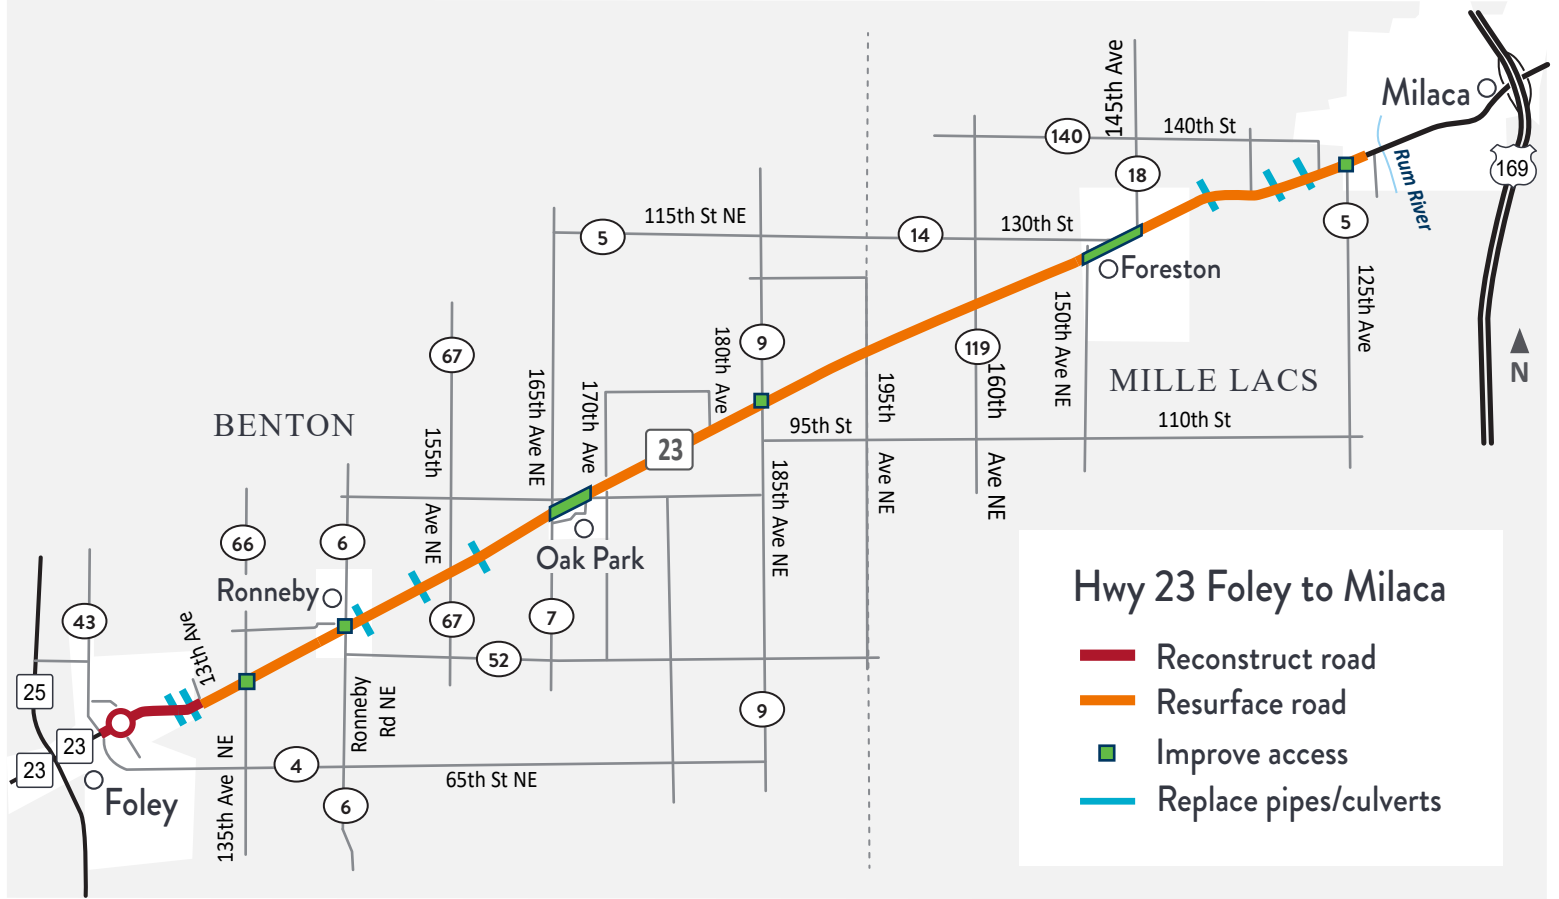 Milaca
169
145th Ave
140
140th St
Rum River
18
5
115th St NE
5
14
130th St
Foreston
125th Ave
N
150th Ave NE
119
160th
Ave NE
MILLE LACS
110th St
180th Ave
9
195th
Ave NE
95th St
67
165th Ave NE
170th Ave
BENTON
155th
Ave NE
23
185th Ave NE
66
6
Oak Park
Ronneby
67
7
43
13th Ave
52
25
Ronneby
Rd NE
9
23
23
135th Ave NE
4
65th St NE
6
Foley
Hwy 23 Foley to Milaca
Reconstruct road
Resurface road
Improve access
Replace pipes/culverts